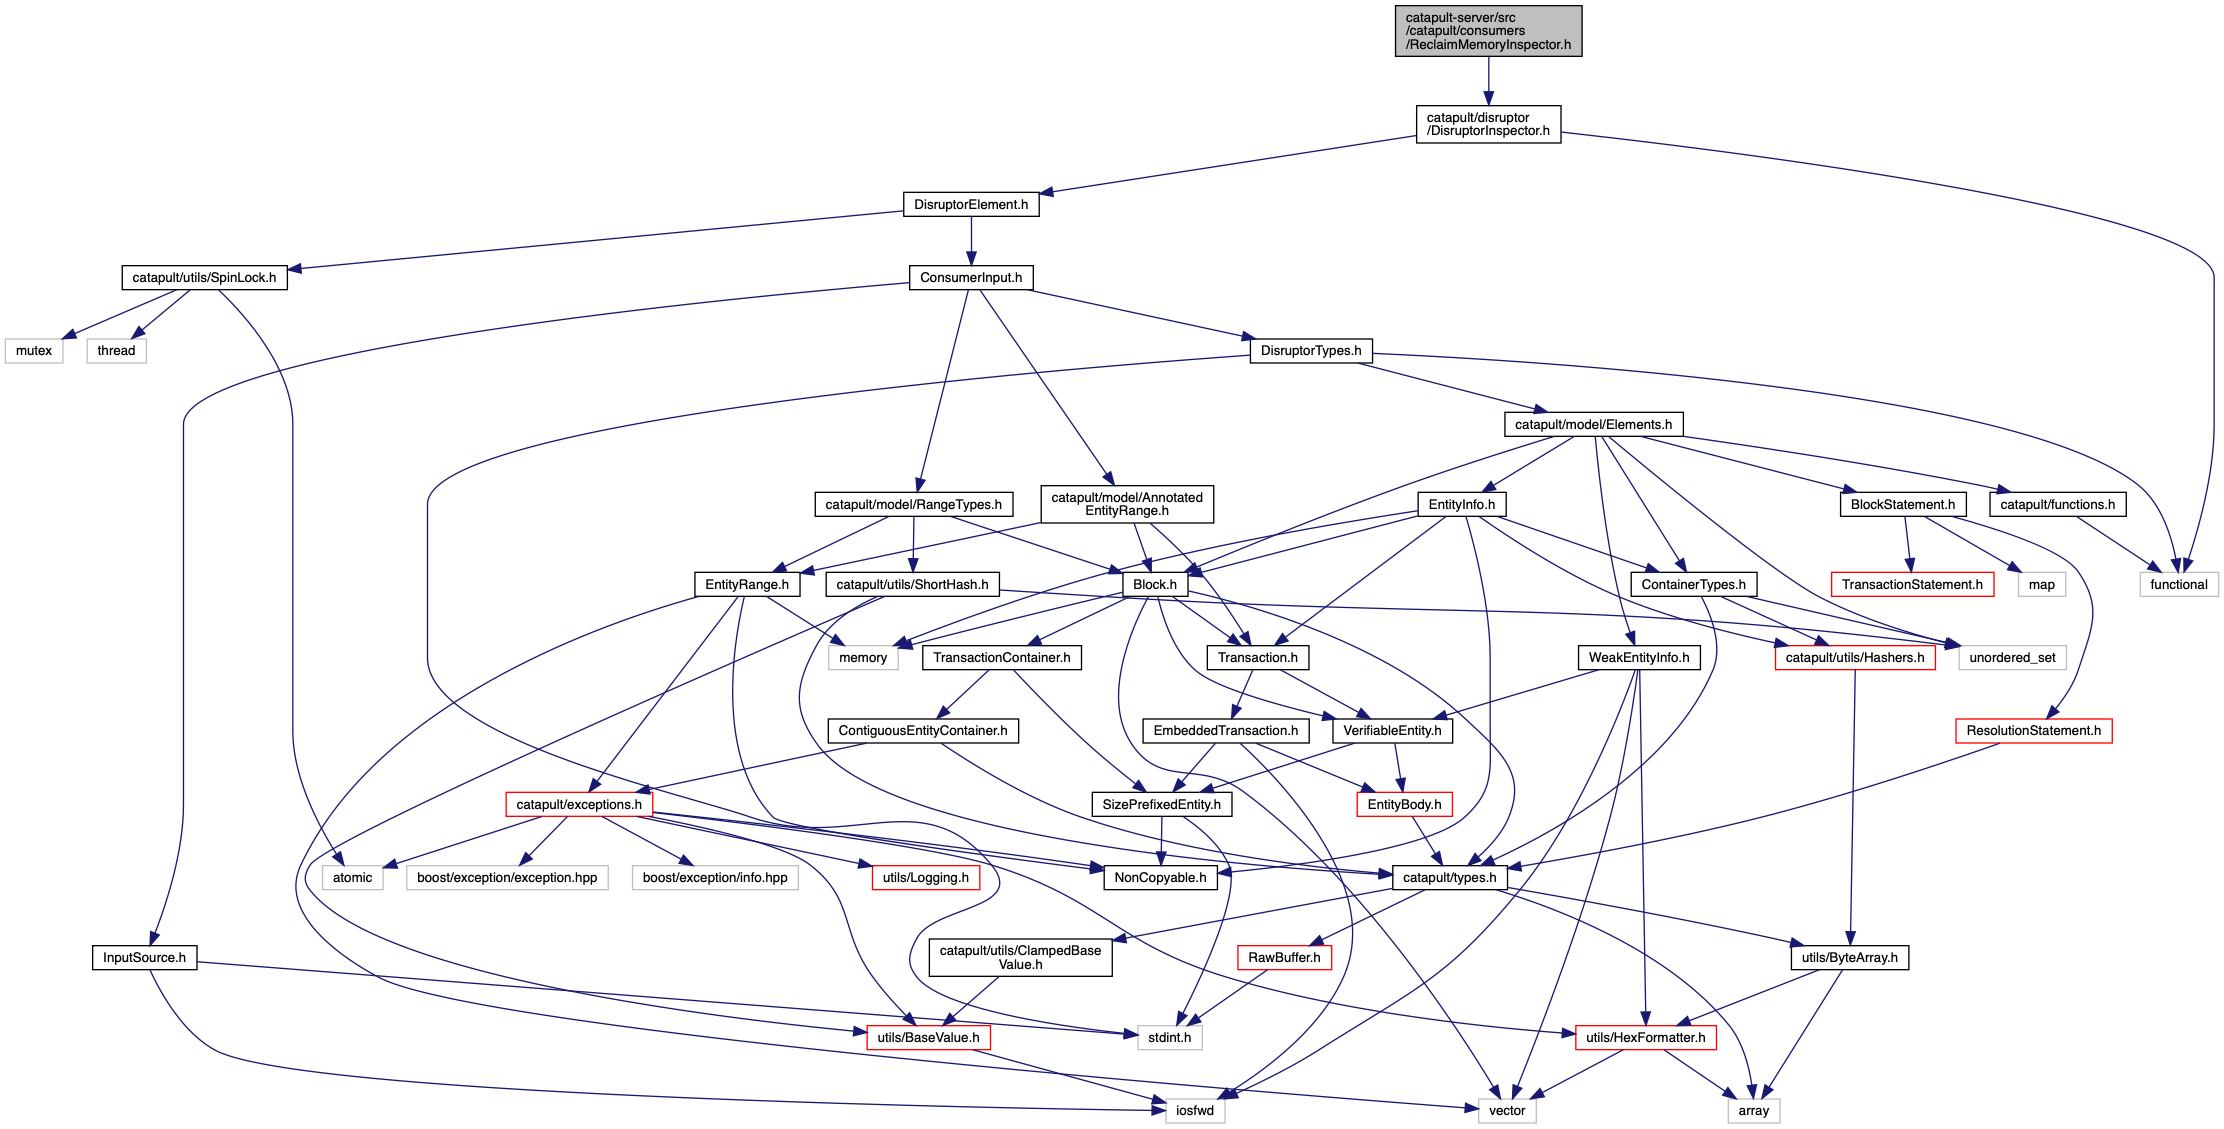 catapult-server/src
/catapult/consumers
/ReclaimMemoryInspector.h
catapult/disruptor
/DisruptorInspector.h
DisruptorElement.h
catapult/utils/SpinLock.h
ConsumerInput.h
mutex
thread
DisruptorTypes.h
catapult/model/Elements.h
catapult/model/RangeTypes.h
catapult/model/Annotated
EntityRange.h
EntityInfo.h
BlockStatement.h
catapult/functions.h
EntityRange.h
catapult/utils/ShortHash.h
Block.h
ContainerTypes.h
TransactionStatement.h
map
functional
memory
TransactionContainer.h
Transaction.h
WeakEntityInfo.h
catapult/utils/Hashers.h
unordered_set
ContiguousEntityContainer.h
EmbeddedTransaction.h
VerifiableEntity.h
ResolutionStatement.h
catapult/exceptions.h
SizePrefixedEntity.h
EntityBody.h
atomic
boost/exception/exception.hpp
boost/exception/info.hpp
utils/Logging.h
NonCopyable.h
catapult/types.h
InputSource.h
catapult/utils/ClampedBase
Value.h
RawBuffer.h
utils/ByteArray.h
utils/BaseValue.h
stdint.h
utils/HexFormatter.h
iosfwd
vector
array